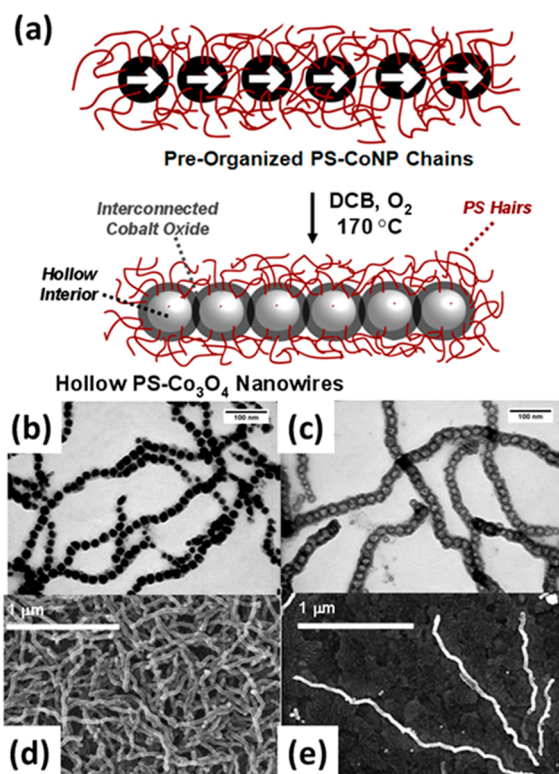 (a)
Pre-Organized PS-CoNP Chains
Interconnected
Cobalt Oxide
DCB, O₂
170 °C
PS Hairs
Hollow
Interior
Hollow PS-Co₃O₄ Nanowires
(b)
100 nm
(c)
100 nm
1 μm
(d)
1 μm
(e)